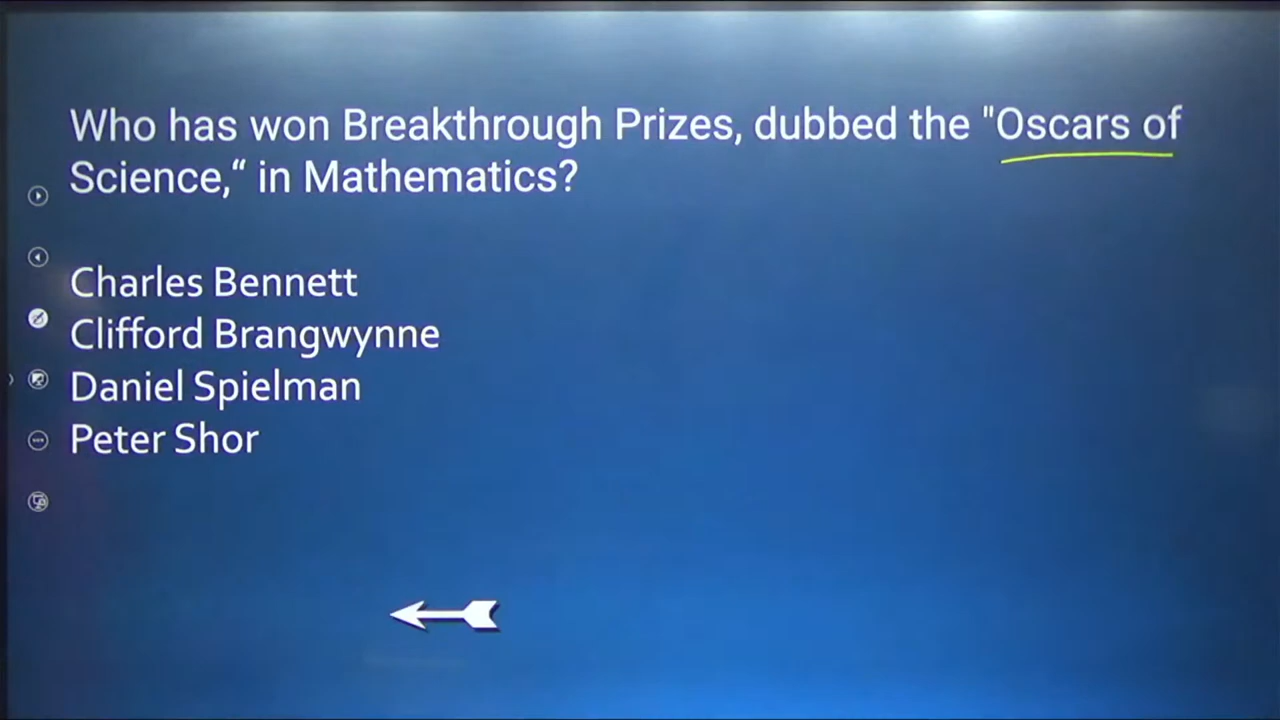 Who has won Breakthrough Prizes, dubbed the "Oscars of
Science,“ in Mathematics?
Charles Bennett
Clifford Brangwynne
Daniel Spielman
Peter Shor